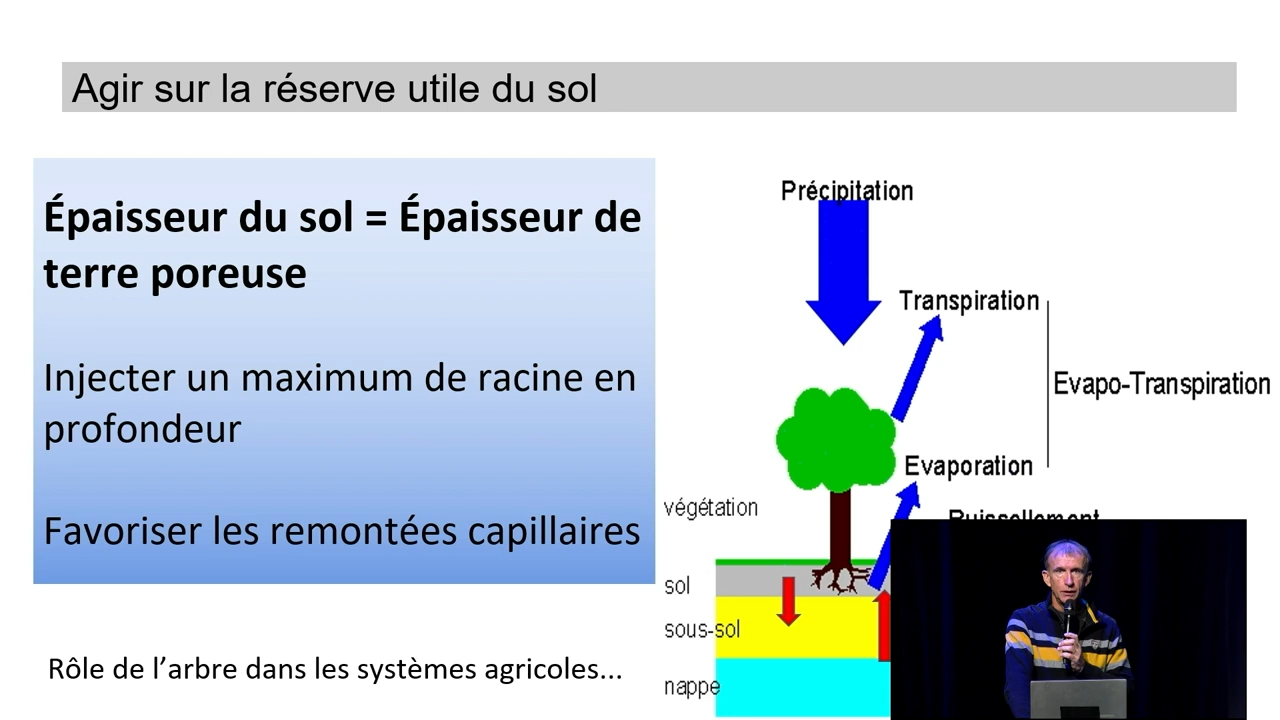 Agir sur la réserve utile du sol
Épaisseur du sol = Épaisseur de
terre poreuse
Injecter un maximum de racine en
profondeur
Favoriser les remontées capillaires
Rôle de l’arbre dans les systèmes agricoles...
Précipitation
Transpiration
Evapo-Transpiration
Evaporation
végétation
Ruissellement
sol
sous-sol
nappe